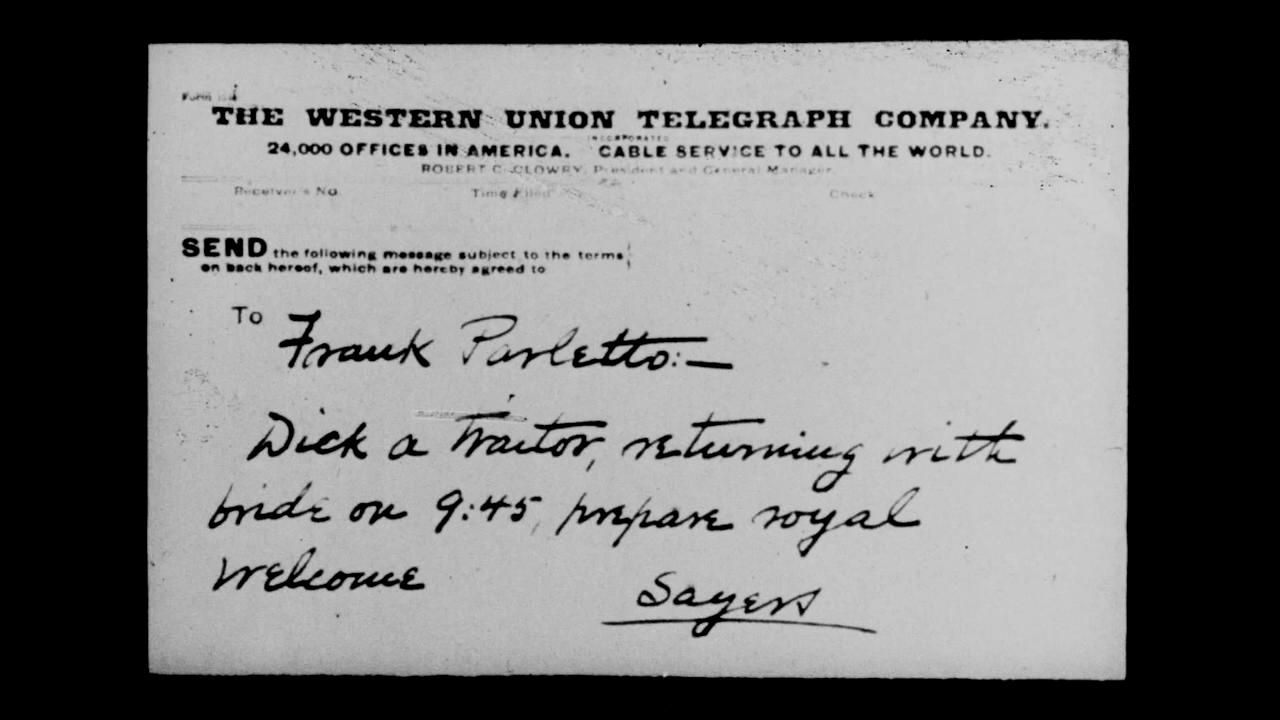 THE WESTERN UNION TELEGRAPH COMPANY.
INCORPORATED
24,000 OFFICES IN AMERICA. CABLE SERVICE TO ALL THE WORLD.
ROBERT C. CLOWRY, President and General Manager.
Receiver's No. Time Filed Check
SEND the following message subject to the terms
on back hereof, which are hereby agreed to
To Frank Parletto:—
Dick a traitor, returning with
bride on 9:45, prepare royal
welcome
Sayers